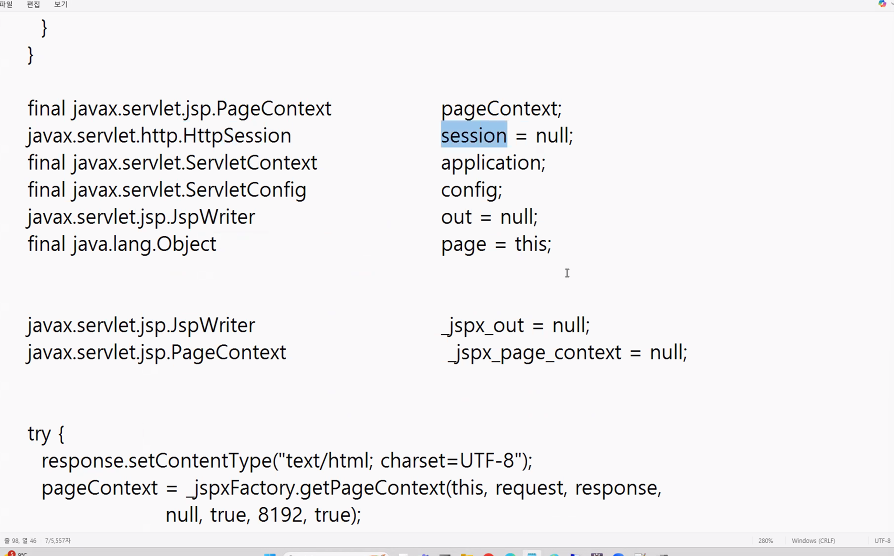 파일 편집 보기
}
}
final javax.servlet.jsp.PageContext pageContext;
javax.servlet.http.HttpSession session = null;
final javax.servlet.ServletContext application;
final javax.servlet.ServletConfig config;
javax.servlet.jsp.JspWriter out = null;
final java.lang.Object page = this;
javax.servlet.jsp.JspWriter _jspx_out = null;
javax.servlet.jsp.PageContext _jspx_page_context = null;
try {
response.setContentType("text/html; charset=UTF-8");
pageContext = _jspxFactory.getPageContext(this, request, response,
null, true, 8192, true);
줄 98, 열 46 7/5,557자 280% Windows (CRLF) UTF-8